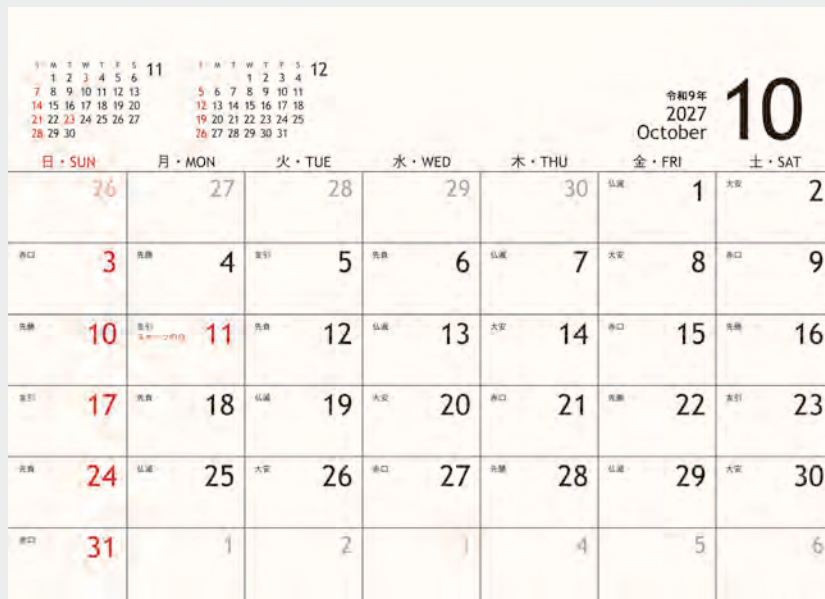 S M T W T F S 11
1 2 3 4 5 6
7 8 9 10 11 12 13
14 15 16 17 18 19 20
21 22 23 24 25 26 27
28 29 30
S M T W T F S 12
1 2 3 4
5 6 7 8 9 10 11
12 13 14 15 16 17 18
19 20 21 22 23 24 25
26 27 28 29 30 31
令和9年
2027
October
10
日・SUN 月・MON 火・TUE 水・WED 木・THU 金・FRI 土・SAT
26 27 28 29 30 仏滅 1 大安 2
赤口 3 先勝 4 友引 5 先負 6 仏滅 7 大安 8 赤口 9
先勝 10 友引 11 先負 12 仏滅 13 大安 14 赤口 15 先勝 16
スポーツの日
友引 17 先負 18 仏滅 19 大安 20 赤口 21 先勝 22 友引 23
先負 24 仏滅 25 大安 26 赤口 27 先勝 28 仏滅 29 大安 30
赤口 31 1 2 4 5 6